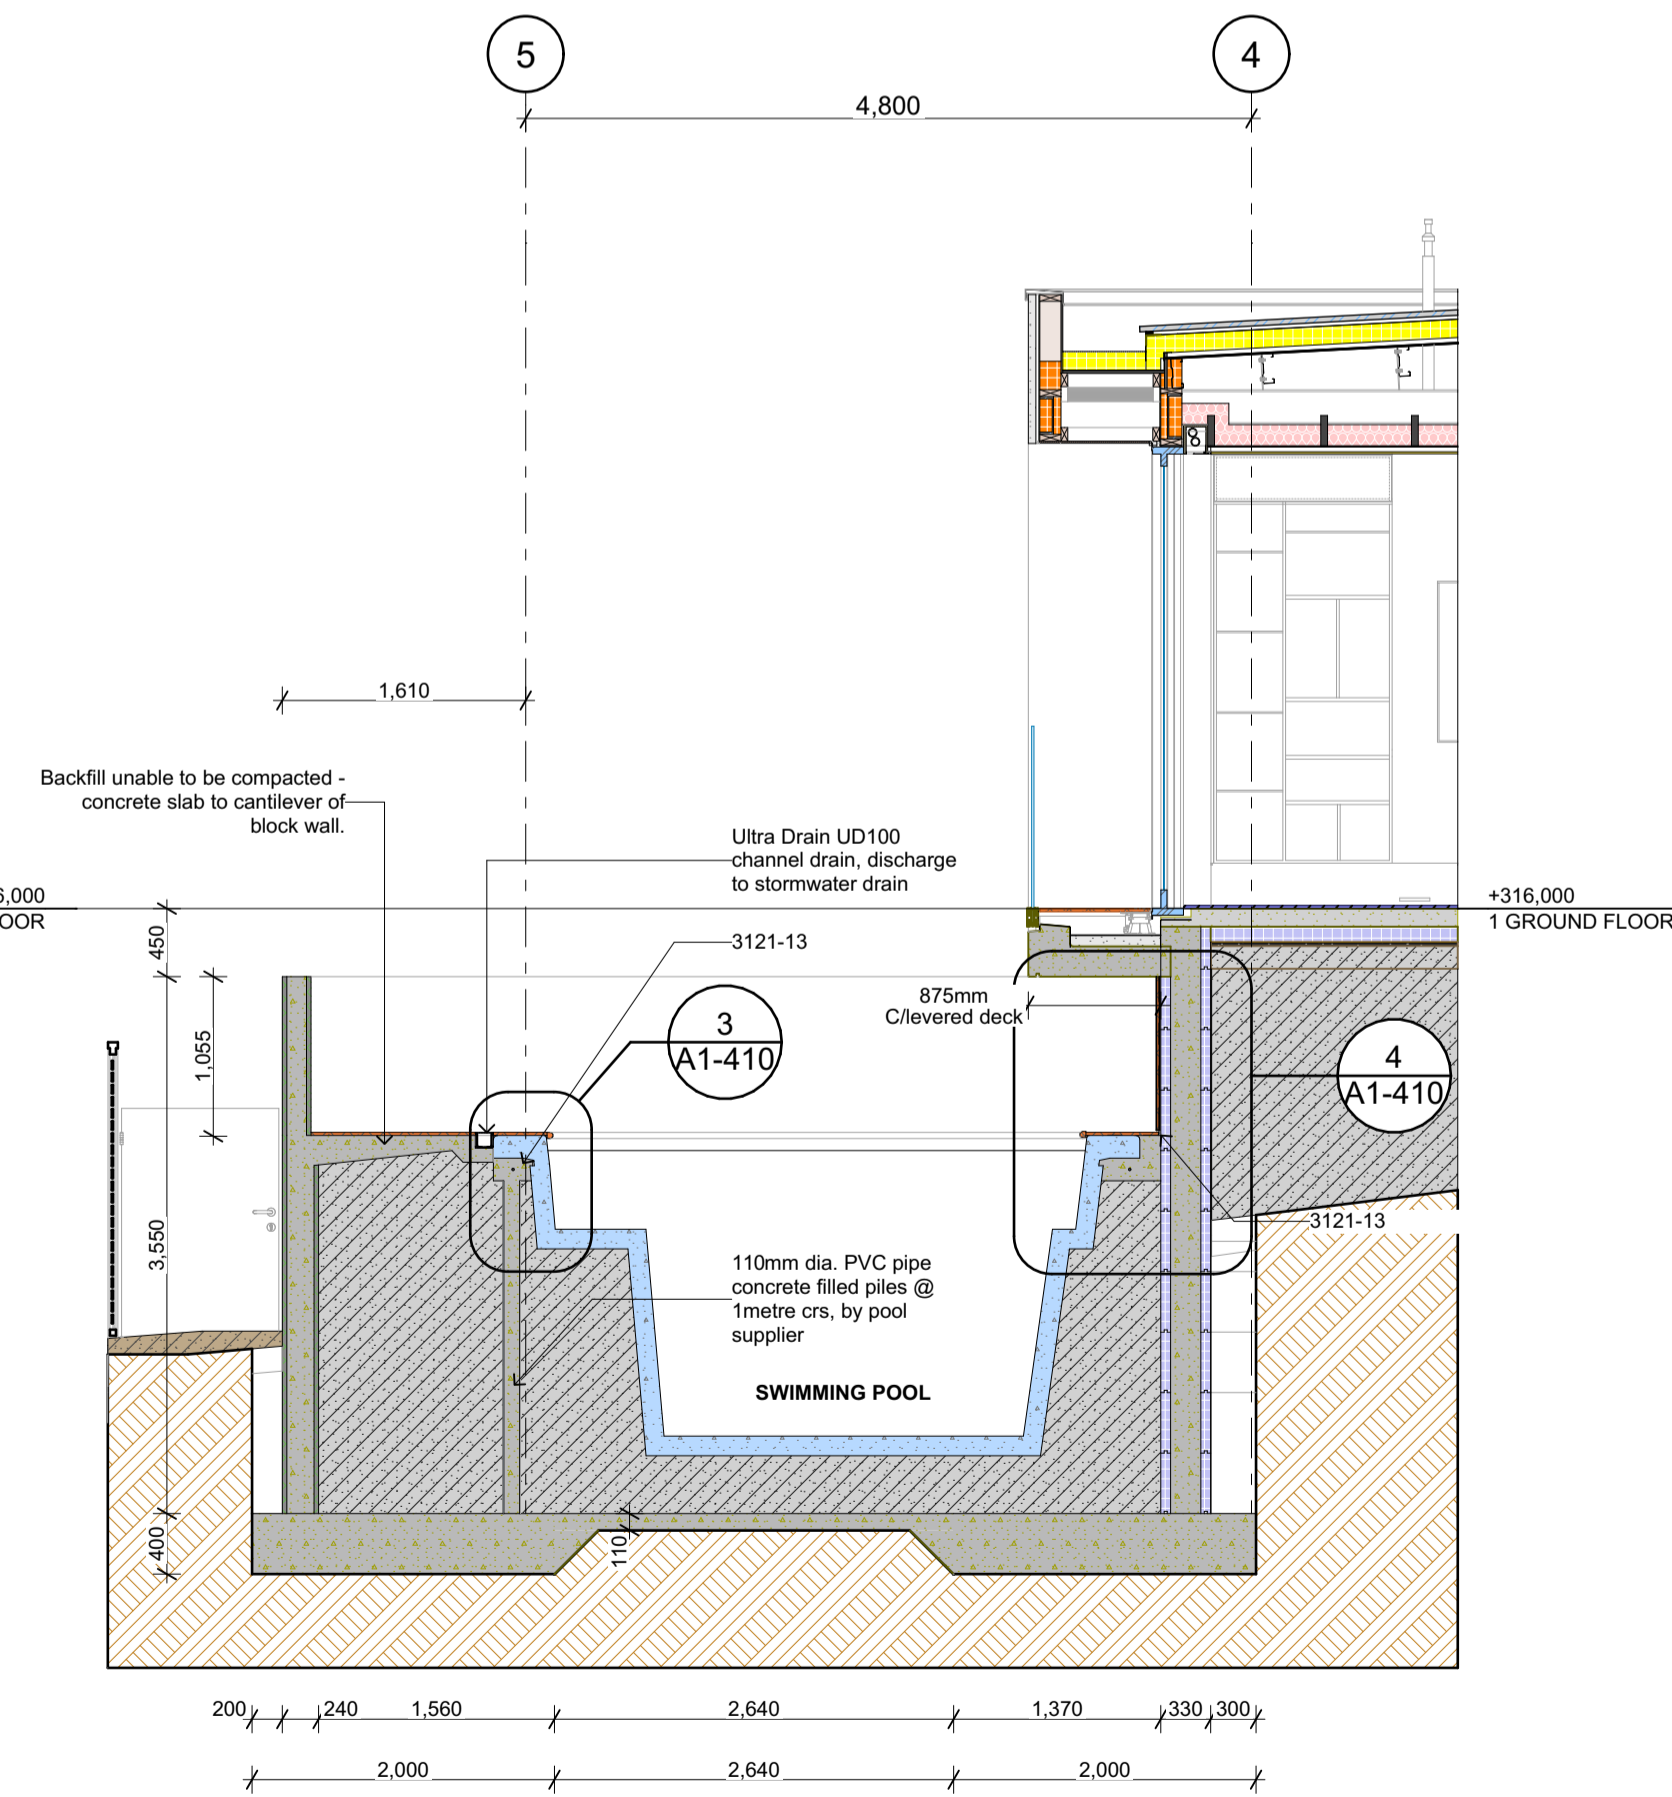 5
4
4,800
1,610
Backfill unable to be compacted -
concrete slab to cantilever of
block wall.
Ultra Drain UD100
channel drain, discharge
to stormwater drain
6,000
OOR
+316,000
1 GROUND FLOOR
450
3121-13
875mm
C/levered deck
3
A1-410
4
A1-410
1,055
3,550
3121-13
110mm dia. PVC pipe
concrete filled piles @
1metre crs, by pool
supplier
SWIMMING POOL
400
110
200 240 1,560 2,640 1,370 330 300
2,000 2,640 2,000